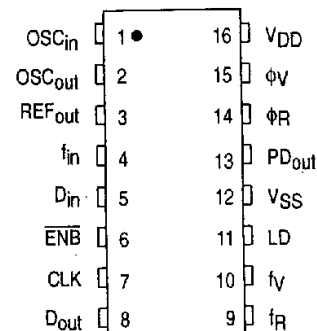 OSCin 1 16 VDD
OSCout 2 15 ϕV
REFout 3 14 ϕR
fin 4 13 PDout
Din 5 12 VSS
E̅N̅B̅ 6 11 LD
CLK 7 10 fV
Dout 8 9 fR